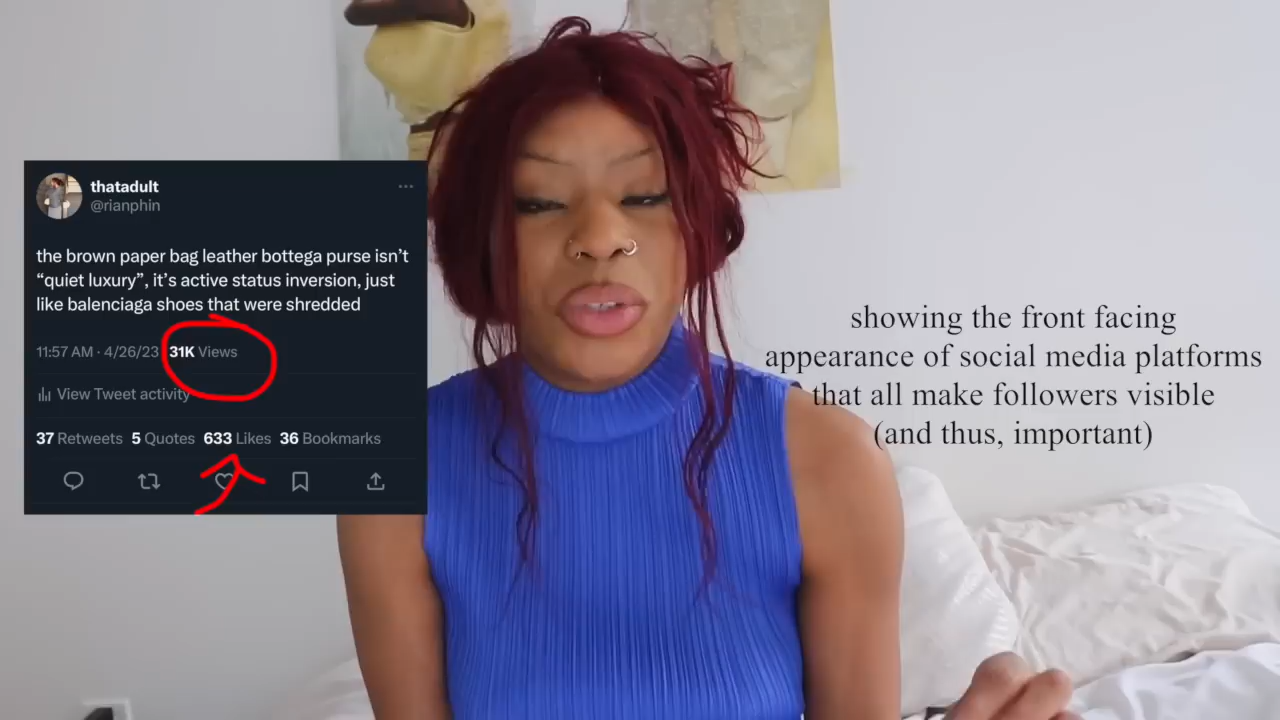 thatadult
@rianphin
the brown paper bag leather bottega purse isn’t
“quiet luxury”, it’s active status inversion, just
like balenciaga shoes that were shredded
11:57 AM · 4/26/23 31K Views
View Tweet activity
37 Retweets 5 Quotes 633 Likes 36 Bookmarks
showing the front facing
appearance of social media platforms
that all make followers visible
(and thus, important)